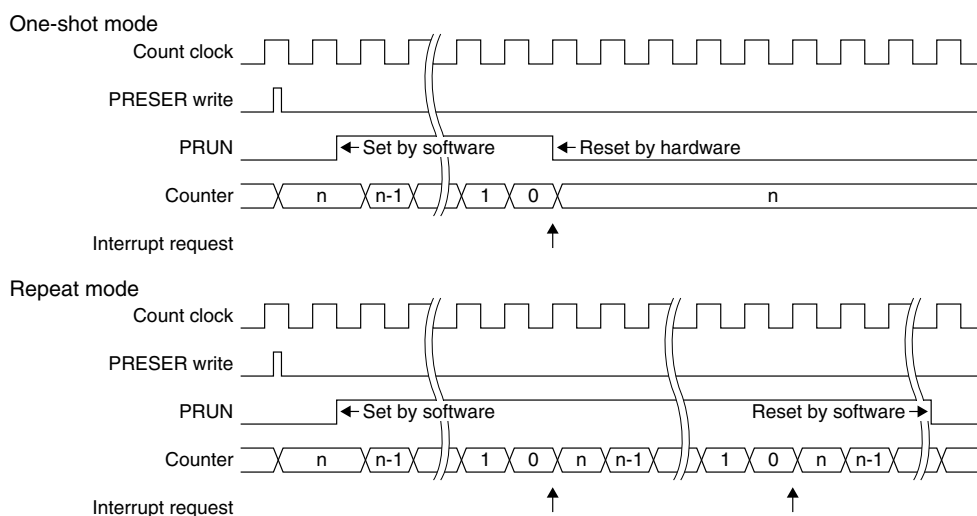 One-shot mode
Count clock
PRESER write
PRUN Set by software Reset by hardware
Counter n n-1 1 0 n
Interrupt request
Repeat mode
Count clock
PRESER write
PRUN Set by software Reset by software
Counter n n-1 1 0 n n-1 1 0 n n-1
Interrupt request